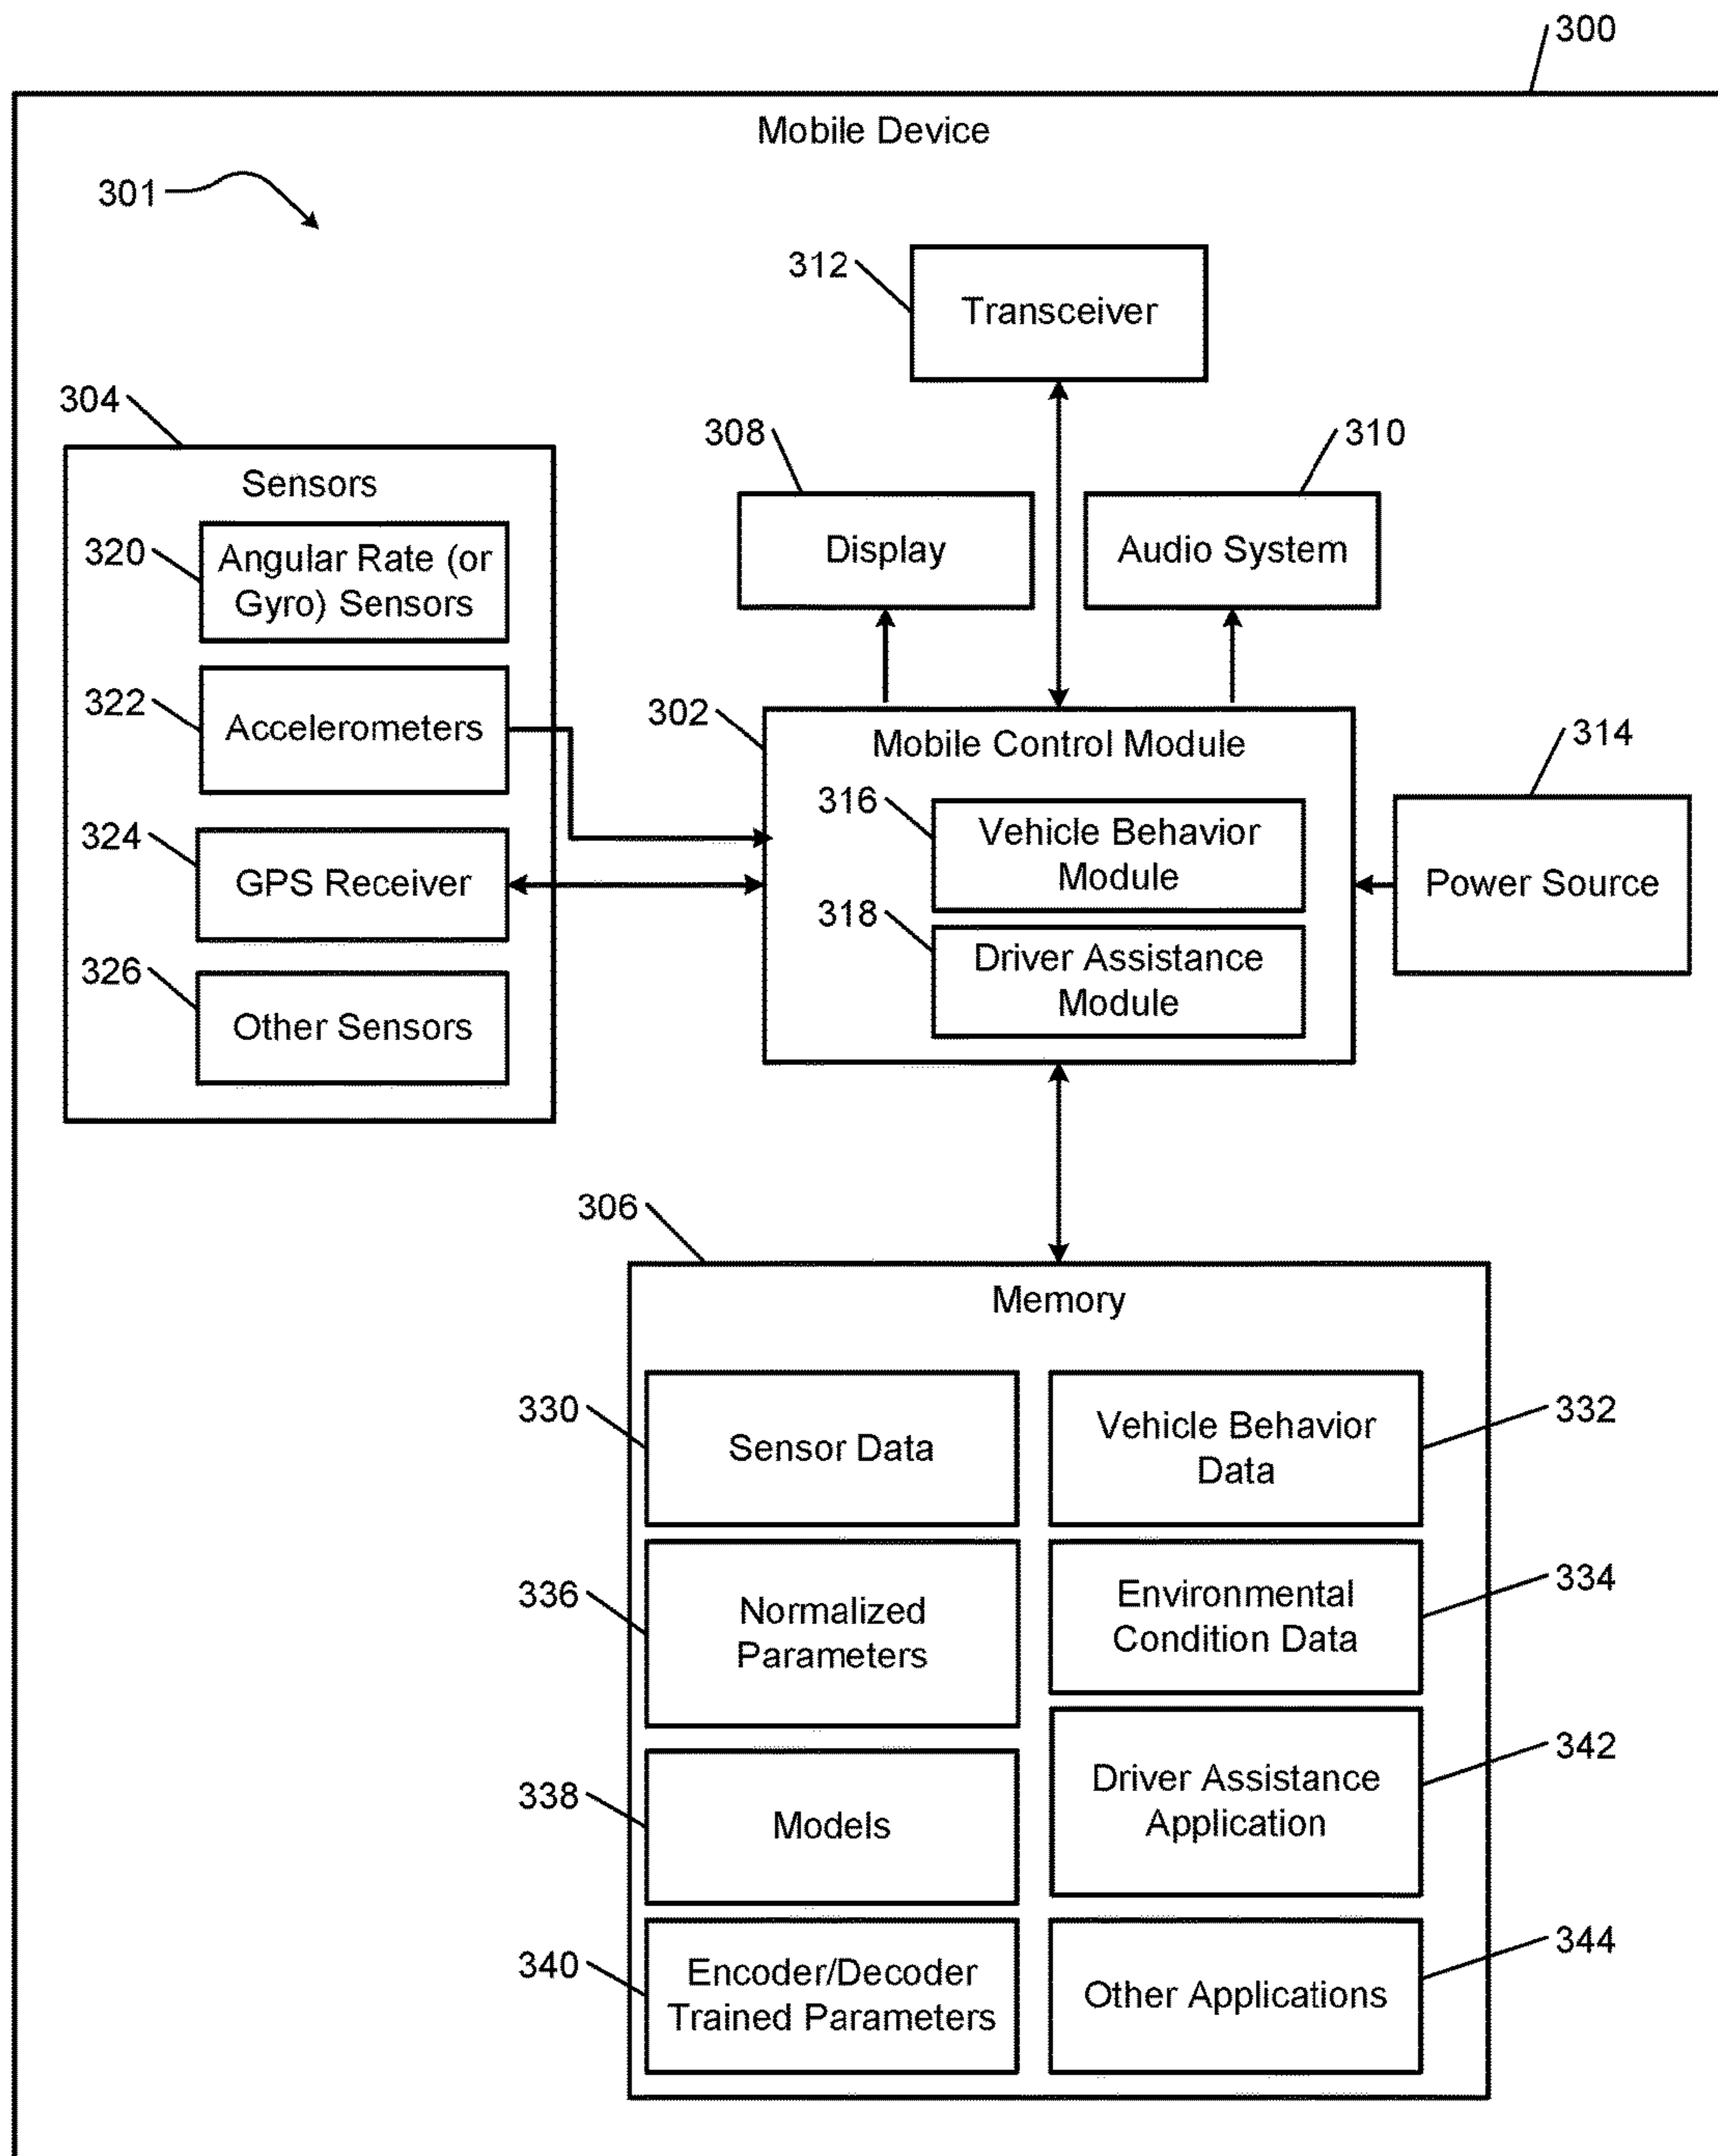 300
Mobile Device
301
312
Transceiver
304
Sensors
320
Angular Rate (or
Gyro) Sensors
322
Accelerometers
324
GPS Receiver
326
Other Sensors
308
Display
310
Audio System
302
Mobile Control Module
316
Vehicle Behavior
Module
318
Driver Assistance
Module
314
Power Source
306
Memory
330
Sensor Data
Vehicle Behavior
Data
332
336
Normalized
Parameters
Environmental
Condition Data
334
338
Models
Driver Assistance
Application
342
340
Encoder/Decoder
Trained Parameters
Other Applications
344